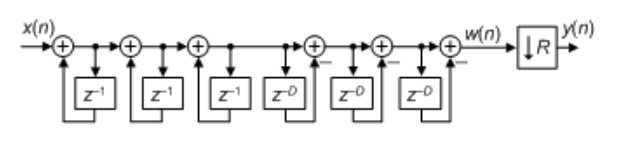 x(n) + + + + − + − + − w(n) ↓R y(n)
z⁻¹ z⁻¹ z⁻¹ z⁻ᴰ z⁻ᴰ z⁻ᴰ